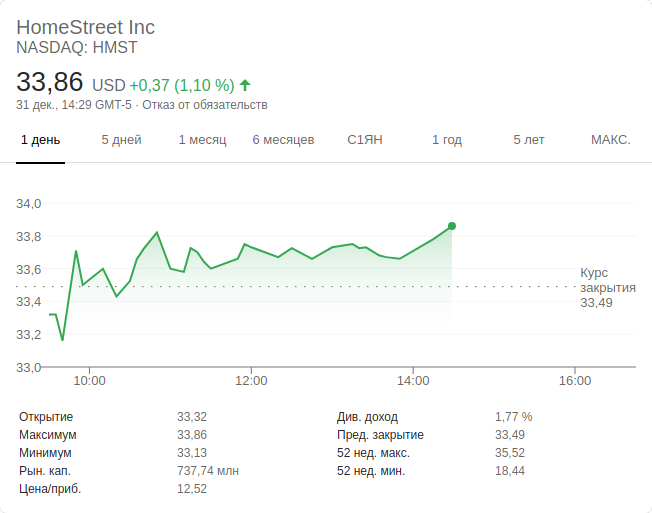 HomeStreet Inc
NASDAQ: HMST
33,86 USD +0,37 (1,10 %)
31 дек., 14:29 GMT-5 · Отказ от обязательств
1 день 5 дней 1 месяц 6 месяцев С1ЯН 1 год 5 лет МАКС.
34,0
33,8
33,6
33,4
33,2
33,0
Курс
закрытия
33,49
10:00 12:00 14:00 16:00
Открытие 33,32 Див. доход 1,77 %
Максимум 33,86 Пред. закрытие 33,49
Минимум 33,13 52 нед. макс. 35,52
Рын. кап. 737,74 млн 52 нед. мин. 18,44
Цена/приб. 12,52